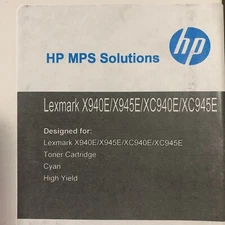 hp
HP MPS Solutions
Lexmark X940E/X945E/XC940E/XC945E
Designed for:
Lexmark X940E/X945E/XC940E/XC945E
Toner Cartridge
Cyan
High Yield